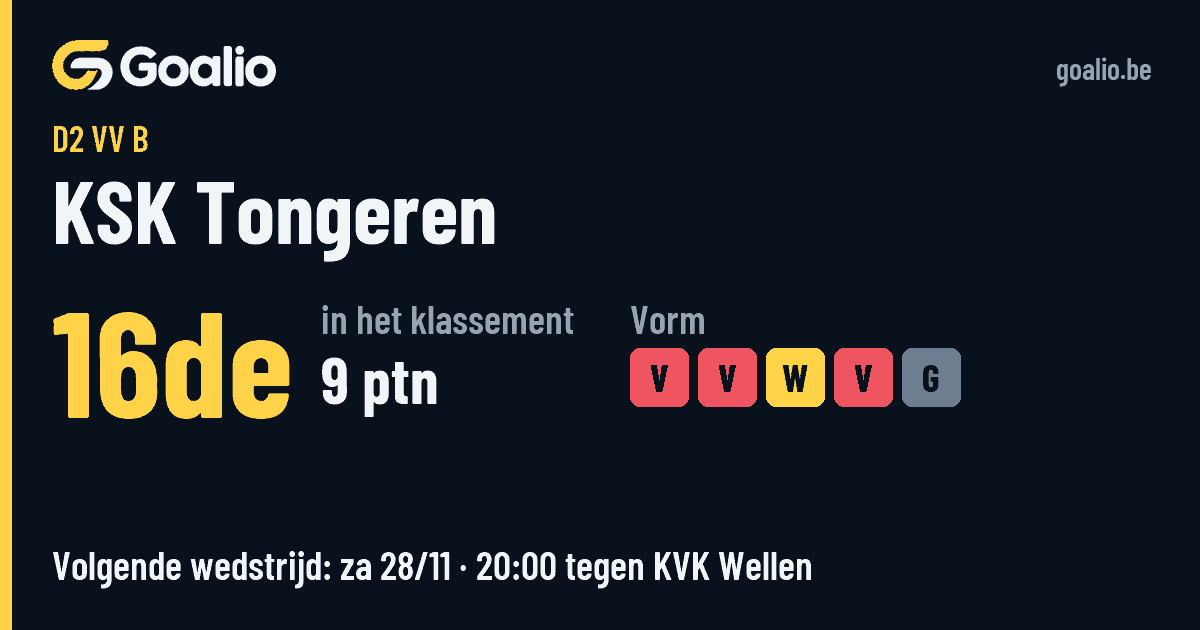 Goalio
goalio.be
D2 VV B
KSK Tongeren
16de
in het klassement
9 ptn
Vorm
V V W V G
Volgende wedstrijd: za 28/11 · 20:00 tegen KVK Wellen